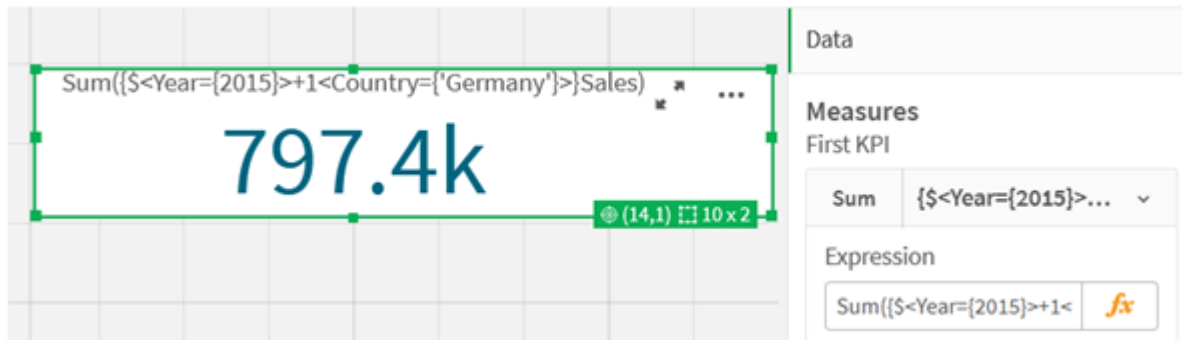 Sum({$<Year={2015}>+1<Country={'Germany'}>}Sales)
797.4k
(14,1) 10 x 2
Data
Measures
First KPI
Sum {$<Year={2015}>...
Expression
Sum({$<Year={2015}>+1< fx